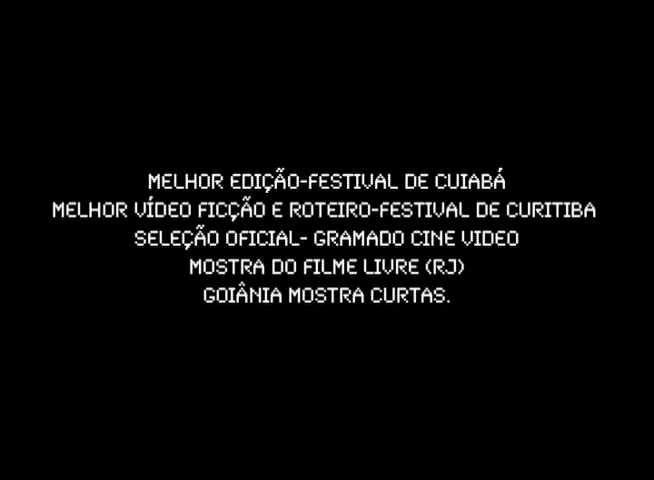 MELHOR EDIÇÃO-FESTIVAL DE CUIABÁ
MELHOR VÍDEO FICÇÃO E ROTEIRO-FESTIVAL DE CURITIBA
SELEÇÃO OFICIAL- GRAMADO CINE VIDEO
MOSTRA DO FILME LIVRE (RJ)
GOIÂNIA MOSTRA CURTAS.